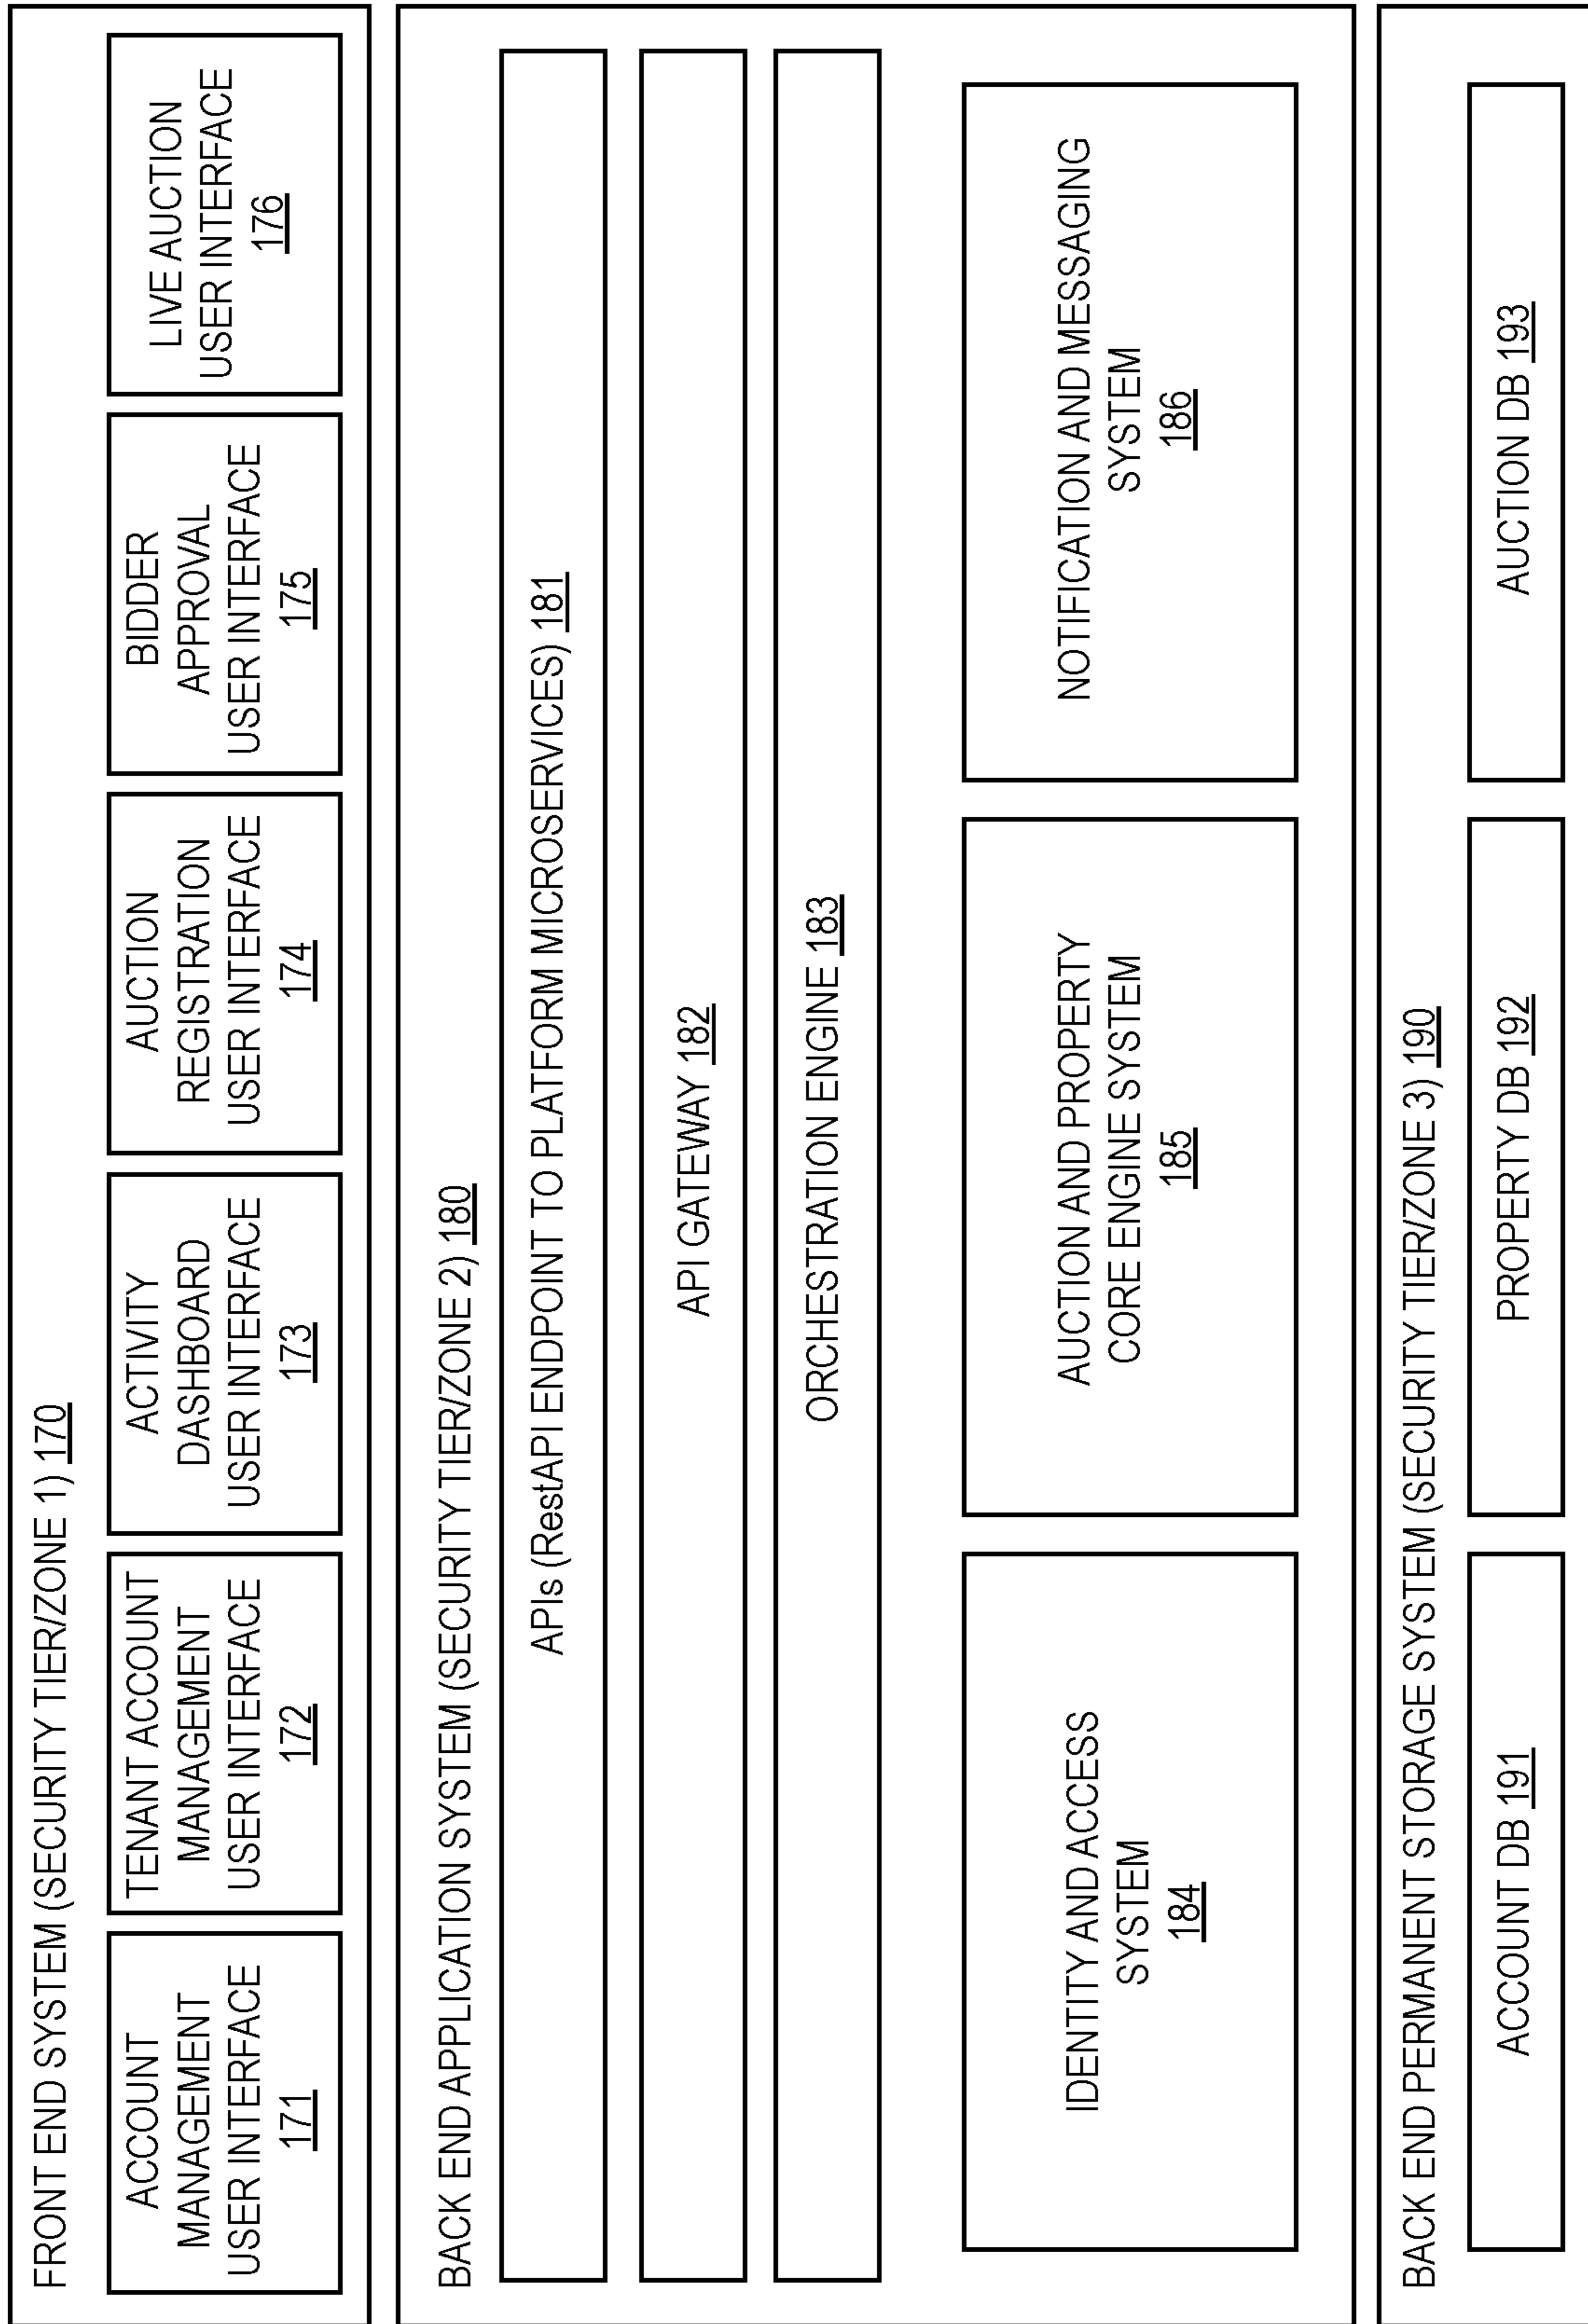 FRONT END SYSTEM (SECURITY TIER/ZONE 1) 170
ACCOUNT
MANAGEMENT
USER INTERFACE
171
TENANT ACCOUNT
MANAGEMENT
USER INTERFACE
172
ACTIVITY
DASHBOARD
USER INTERFACE
173
AUCTION
REGISTRATION
USER INTERFACE
174
BIDDER
APPROVAL
USER INTERFACE
175
LIVE AUCTION
USER INTERFACE
176
BACK END APPLICATION SYSTEM (SECURITY TIER/ZONE 2) 180
APIs (RestAPI ENDPOINT TO PLATFORM MICROSERVICES) 181
API GATEWAY 182
ORCHESTRATION ENGINE 183
IDENTITY AND ACCESS
SYSTEM
184
AUCTION AND PROPERTY
CORE ENGINE SYSTEM
185
NOTIFICATION AND MESSAGING
SYSTEM
186
BACK END PERMANENT STORAGE SYSTEM (SECURITY TIER/ZONE 3) 190
ACCOUNT DB 191
PROPERTY DB 192
AUCTION DB 193